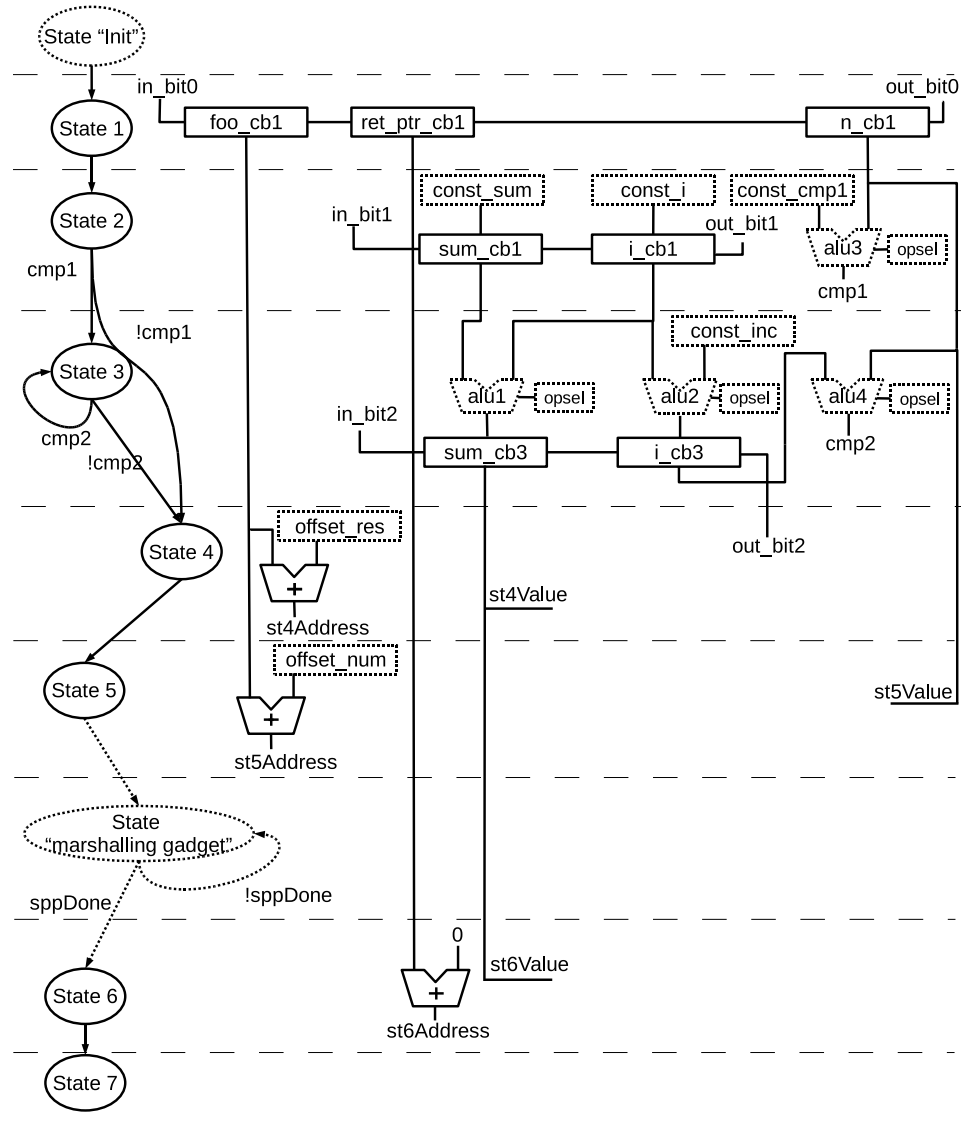 State “Init”
in_bit0
out_bit0
State 1
foo_cb1
ret_ptr_cb1
n_cb1
const_sum
const_i
const_cmp1
State 2
in_bit1
out_bit1
sum_cb1
i_cb1
alu3
opsel
cmp1
cmp1
!cmp1
const_inc
State 3
alu1
opsel
alu2
opsel
alu4
opsel
in_bit2
cmp2
cmp2
!cmp2
sum_cb3
i_cb3
offset_res
State 4
out_bit2
+
st4Value
st4Address
offset_num
State 5
st5Value
+
st5Address
State
“marshalling gadget”
!sppDone
sppDone
0
st6Value
State 6
+
st6Address
State 7